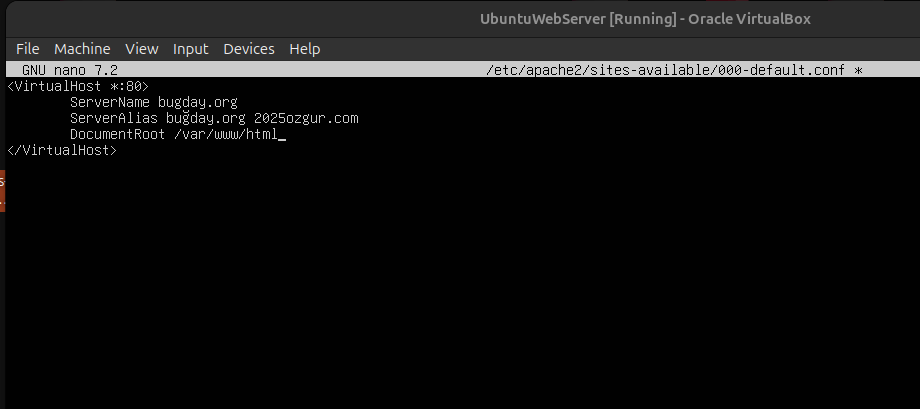 UbuntuWebServer [Running] - Oracle VirtualBox
File Machine View Input Devices Help
GNU nano 7.2 /etc/apache2/sites-available/000-default.conf *
<VirtualHost *:80>
ServerName bugday.org
ServerAlias buğday.org 2025ozgur.com
DocumentRoot /var/www/html_
</VirtualHost>